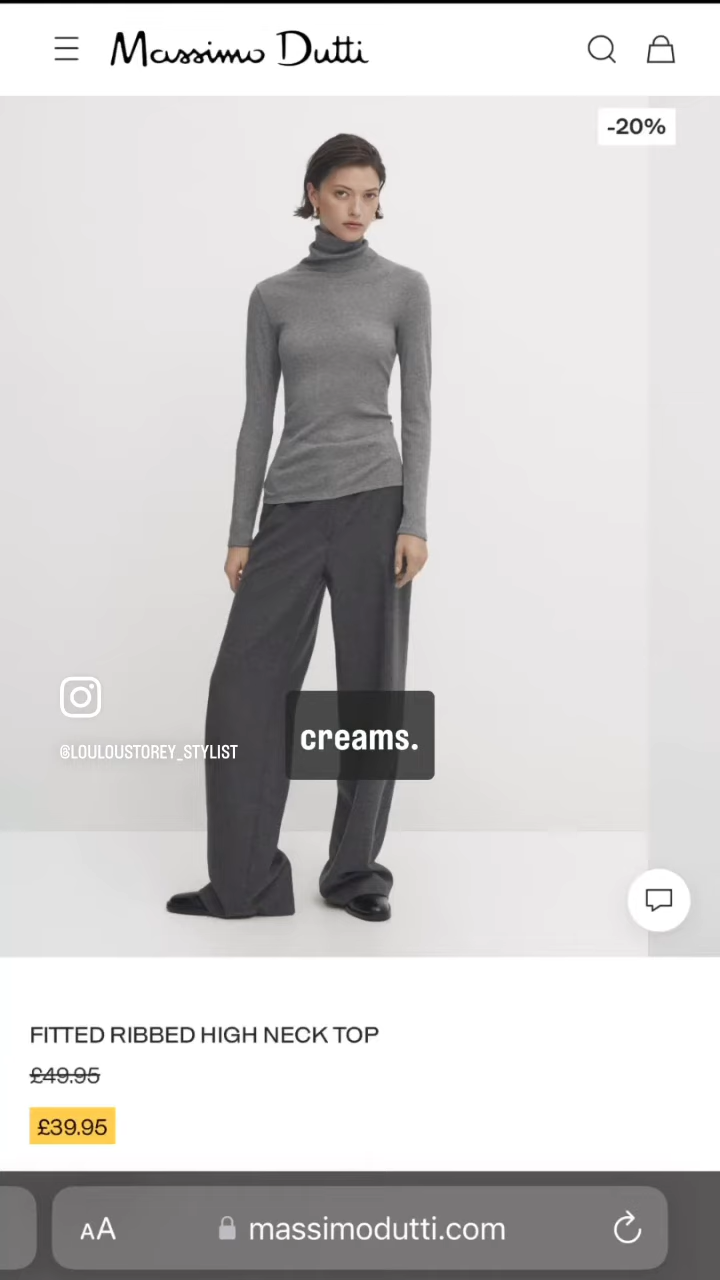 Massimo Dutti
-20%
creams.
@LOULOUSTOREY_STYLIST
FITTED RIBBED HIGH NECK TOP
£49.95
£39.95
AA
massimodutti.com